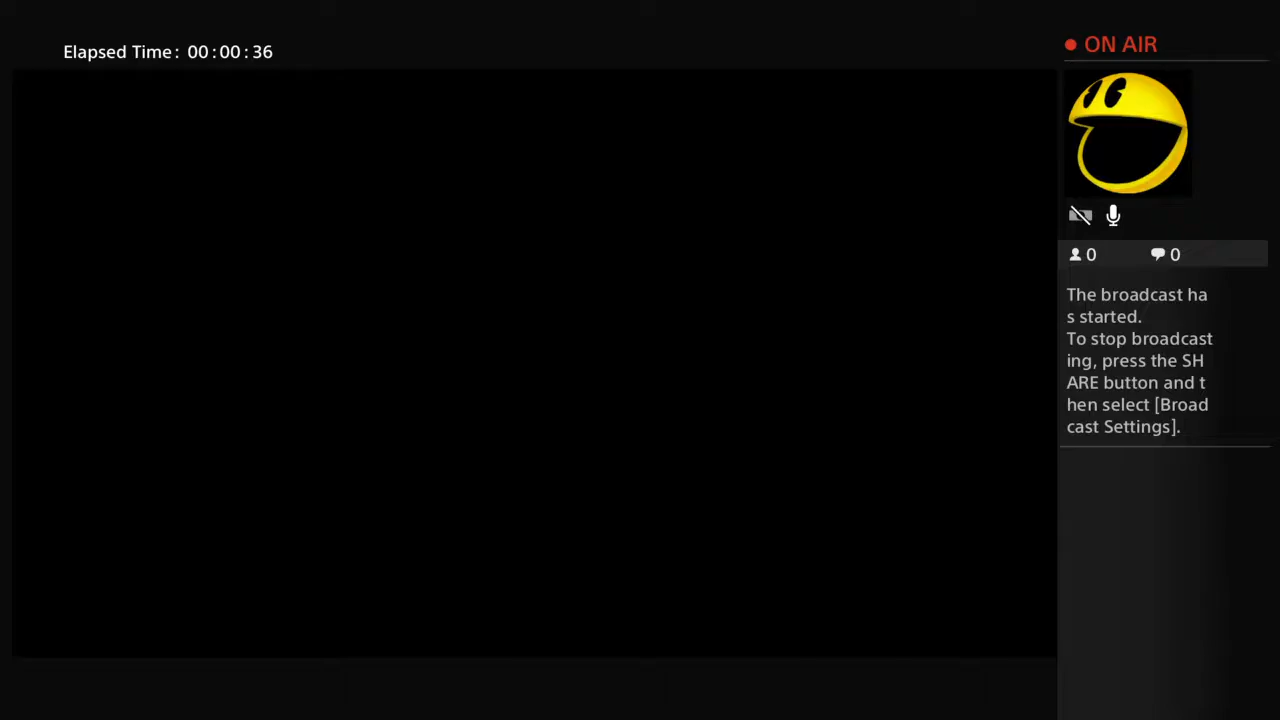 Elapsed Time: 00:00:36
ON AIR
0 0
The broadcast ha
s started.
To stop broadcast
ing, press the SH
ARE button and t
hen select [Broad
cast Settings].